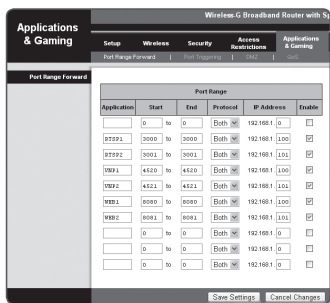 Wireless-G Broadband Router with Sp
Applications
& Gaming
Setup Wireless Security Access Restrictions Applications & Gaming
Port Range Forward | Port Triggering | DMZ | QoS
Port Range Forward
Port Range
Application Start End Protocol IP Address Enable
0 to 0 Both 192.168.1. 0
RTSP1 3000 to 3000 Both 192.168.1. 100
RTSP2 3001 to 3001 Both 192.168.1. 101
VNP1 4520 to 4520 Both 192.168.1. 100
VNP2 4521 to 4521 Both 192.168.1. 101
WEB1 8080 to 8080 Both 192.168.1. 100
WEB2 8081 to 8081 Both 192.168.1. 101
0 to 0 Both 192.168.1. 0
0 to 0 Both 192.168.1. 0
0 to 0 Both 192.168.1. 0
Save Settings Cancel Changes